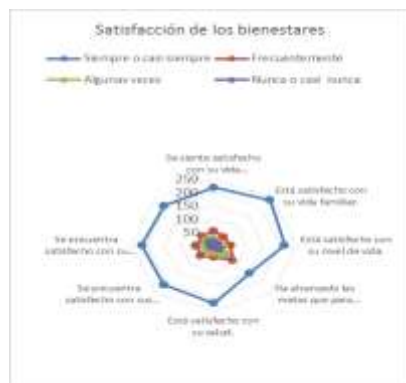 Satisfacción de los bienestares
Siempre o casi siempre
Frecuentemente
Algunas veces
Nunca o casi nunca
Se siente satisfecho
con su vida...
250
200
150
100
50
Está satisfecho con
su vida familiar.
Está satisfecho con
su nivel de vida
Ha alcanzado las
metas que para...
Está satisfecho con
su salud.
Se encuentra
satisfecho con sus...
Se encuentra
satisfecho con su...